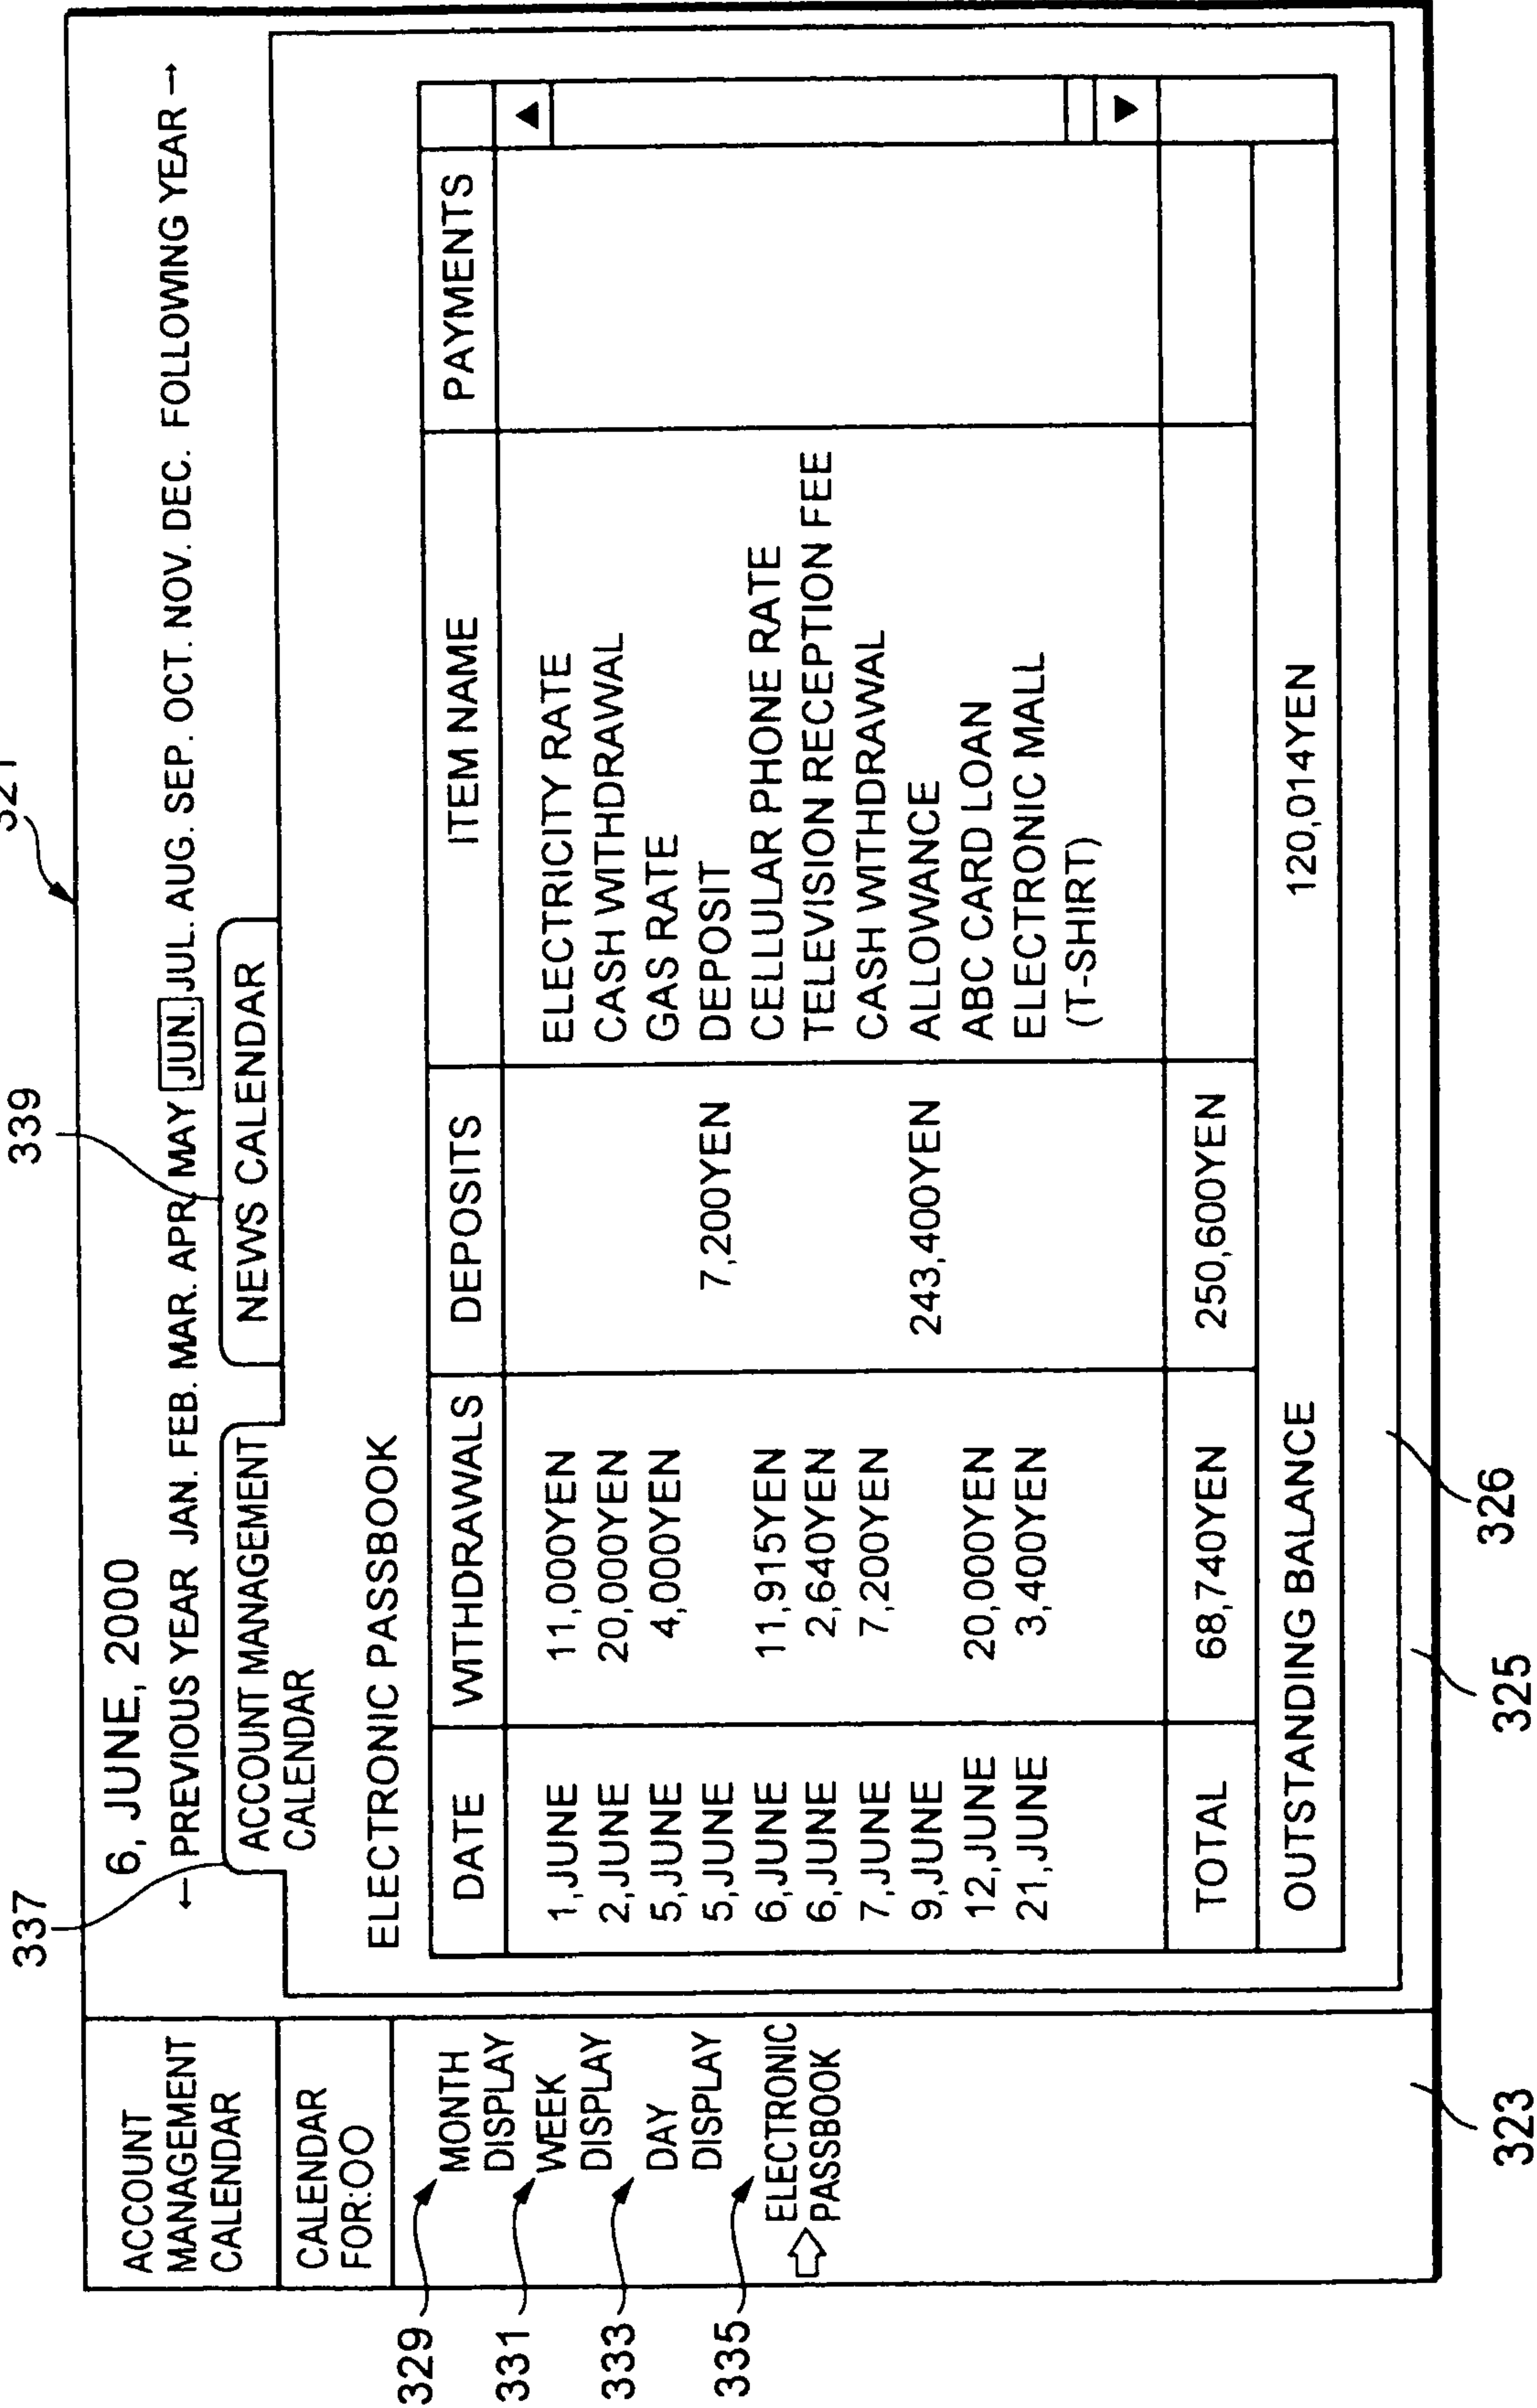 321
337
339
ACCOUNT
MANAGEMENT
CALENDAR
CALENDAR
FOR:OO
329
MONTH
DISPLAY
331
WEEK
DISPLAY
333
DAY
DISPLAY
335
ELECTRONIC
PASSBOOK
6, JUNE, 2000
← PREVIOUS YEAR JAN. FEB. MAR. APR. MAY JUN. JUL. AUG. SEP. OCT. NOV. DEC. FOLLOWING YEAR →
ACCOUNT MANAGEMENT
CALENDAR
NEWS CALENDAR
ELECTRONIC PASSBOOK
DATE WITHDRAWALS DEPOSITS ITEM NAME PAYMENTS
1,JUNE 11,000YEN ELECTRICITY RATE
2,JUNE 20,000YEN CASH WITHDRAWAL
5,JUNE 4,000YEN GAS RATE
5,JUNE 7,200YEN DEPOSIT
6,JUNE 11,915YEN CELLULAR PHONE RATE
6,JUNE 2,640YEN TELEVISION RECEPTION FEE
7,JUNE 7,200YEN CASH WITHDRAWAL
9,JUNE 243,400YEN ALLOWANCE
12,JUNE 20,000YEN ABC CARD LOAN
21,JUNE 3,400YEN ELECTRONIC MALL
(T-SHIRT)
TOTAL 68,740YEN 250,600YEN
OUTSTANDING BALANCE 120,014YEN
323
325
326